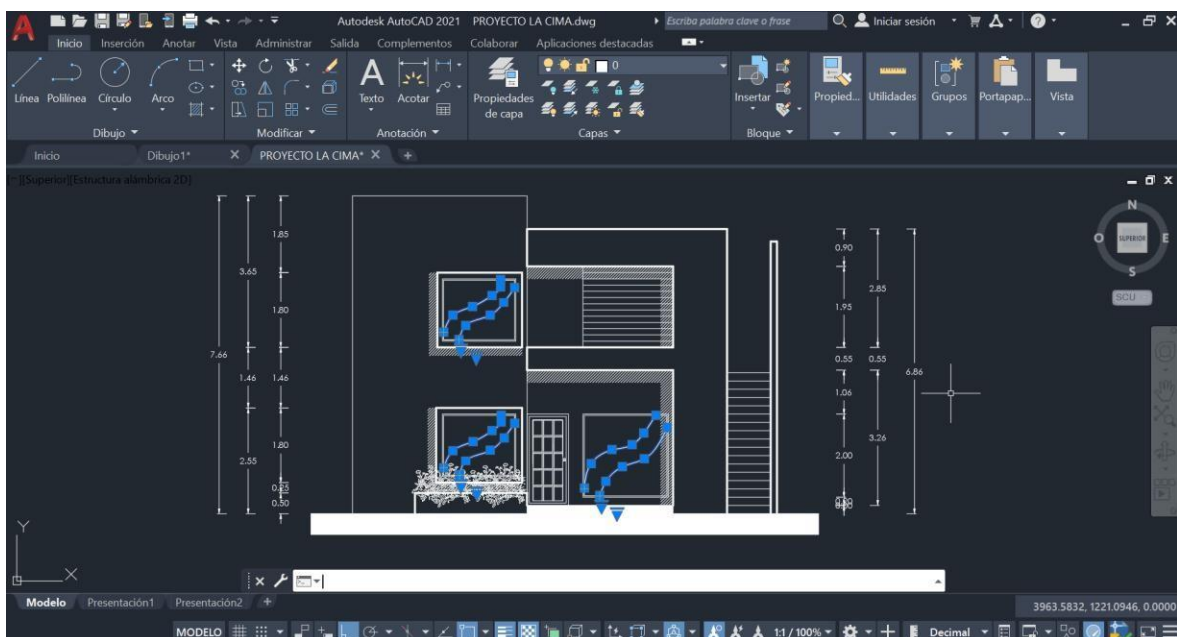 Autodesk AutoCAD 2021 PROYECTO LA CIMA.dwg Escriba palabra clave o frase Iniciar sesión
Inicio Inserción Anotar Vista Administrar Salida Complementos Colaborar Aplicaciones destacadas
0
Línea Polilínea Círculo Arco
Texto Acotar
Propiedades de capa
Insertar
Propied... Utilidades Grupos Portapap... Vista
Dibujo Modificar Anotación Capas Bloque
Inicio Dibujo1* PROYECTO LA CIMA*
[-][Superior][Estructura alámbrica 2D]
N
O SUPERIOR E
S
SCU
1.85
0.90
3.65
2.85
1.80
1.95
7.66
0.55 0.55
6.86
1.46 1.46
1.06
3.26
1.80
2.00
2.55
0.25
0.50
Y
X
Modelo Presentación1 Presentación2
3963.5832, 1221.0946, 0.0000
MODELO 1:1 / 100% Decimal